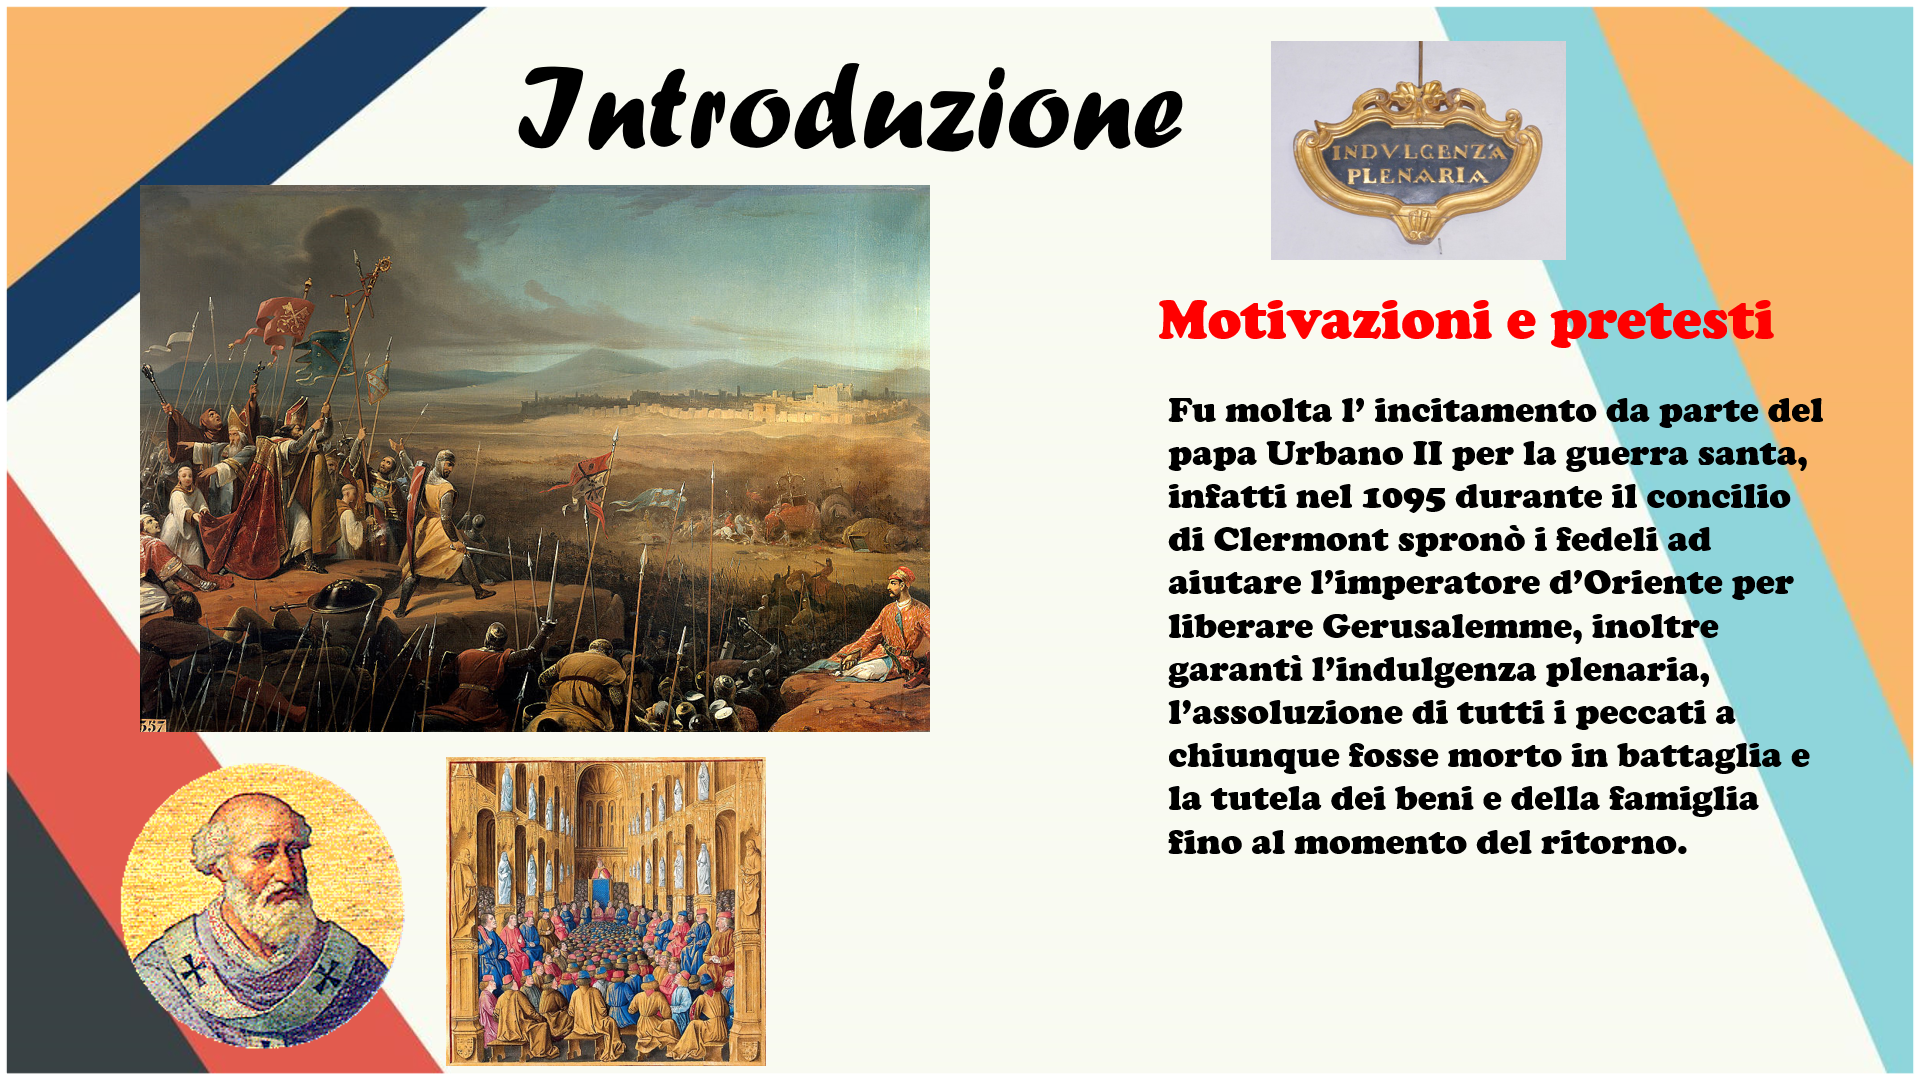 Introduzione
INDVLGENZA
PLENARIA
Motivazioni e pretesti
Fu molta l’ incitamento da parte del
papa Urbano II per la guerra santa,
infatti nel 1095 durante il concilio
di Clermont spronò i fedeli ad
aiutare l’imperatore d’Oriente per
liberare Gerusalemme, inoltre
garantì l’indulgenza plenaria,
l’assoluzione di tutti i peccati a
chiunque fosse morto in battaglia e
la tutela dei beni e della famiglia
fino al momento del ritorno.
557